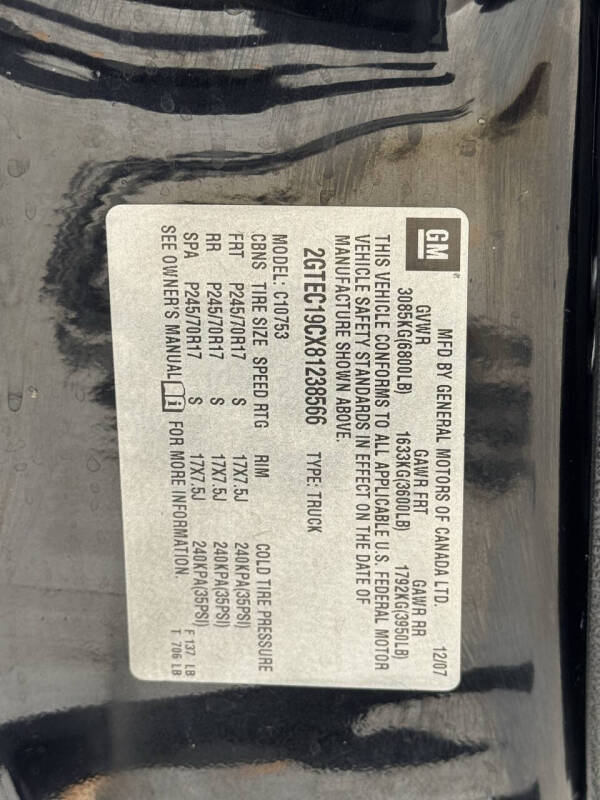 GM
®
MFD BY GENERAL MOTORS OF CANADA LTD. 12/07
GVWR GAWR FRT GAWR RR
3085KG(6800LB) 1633KG(3600LB) 1792KG(3950LB)
THIS VEHICLE CONFORMS TO ALL APPLICABLE U.S. FEDERAL MOTOR
VEHICLE SAFETY STANDARDS IN EFFECT ON THE DATE OF
MANUFACTURE SHOWN ABOVE.
2GTEC19CX81238566 TYPE: TRUCK
MODEL: C10753
CBNS TIRE SIZE SPEED RTG RIM COLD TIRE PRESSURE
FRT P245/70R17 S 17X7.5J 240KPA(35PSI)
RR P245/70R17 S 17X7.5J 240KPA(35PSI)
SPA P245/70R17 S 17X7.5J 240KPA(35PSI)
SEE OWNER'S MANUAL i FOR MORE INFORMATION.
F 137 LB
T 706 LB